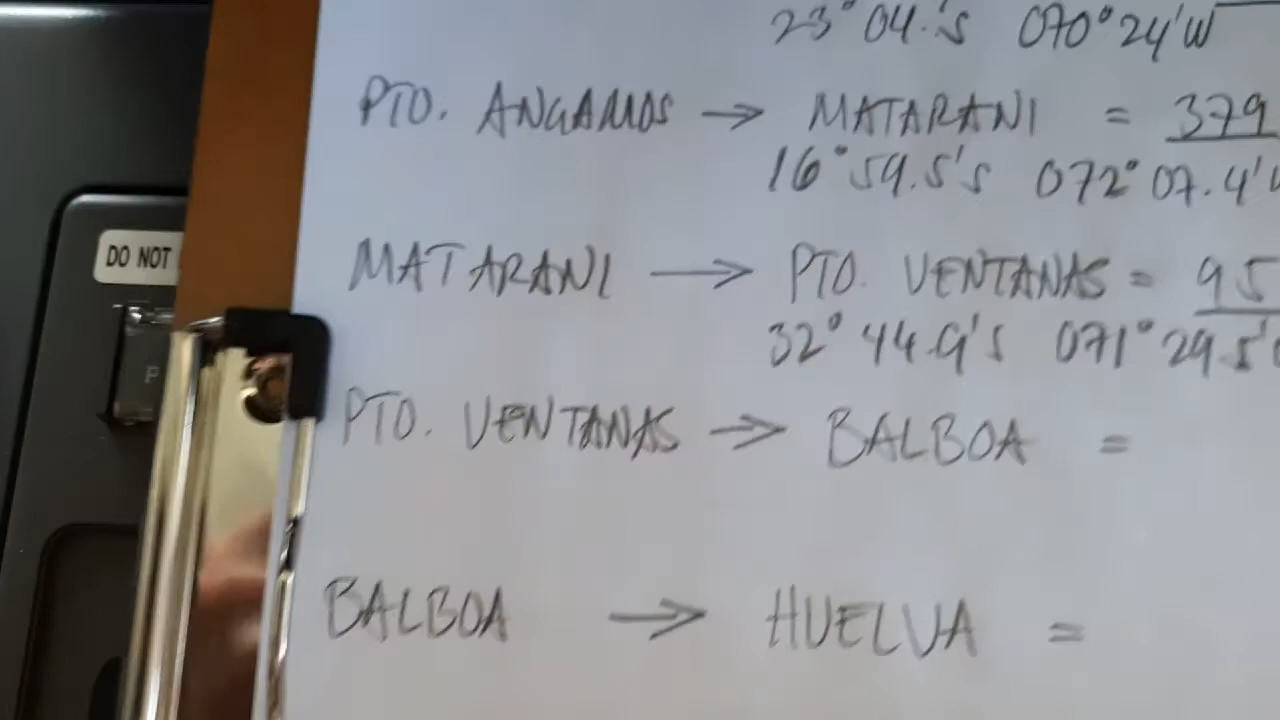 23°04.'S 070°24'W
PTO. ANGAMOS → MATARANI = 379
16°59.5'S 072°07.4'W
MATARANI → PTO. VENTANAS = 95
32°44.9'S 071°29.5'
PTO. VENTANAS → BALBOA =
BALBOA → HUELVA =
DO NOT
P